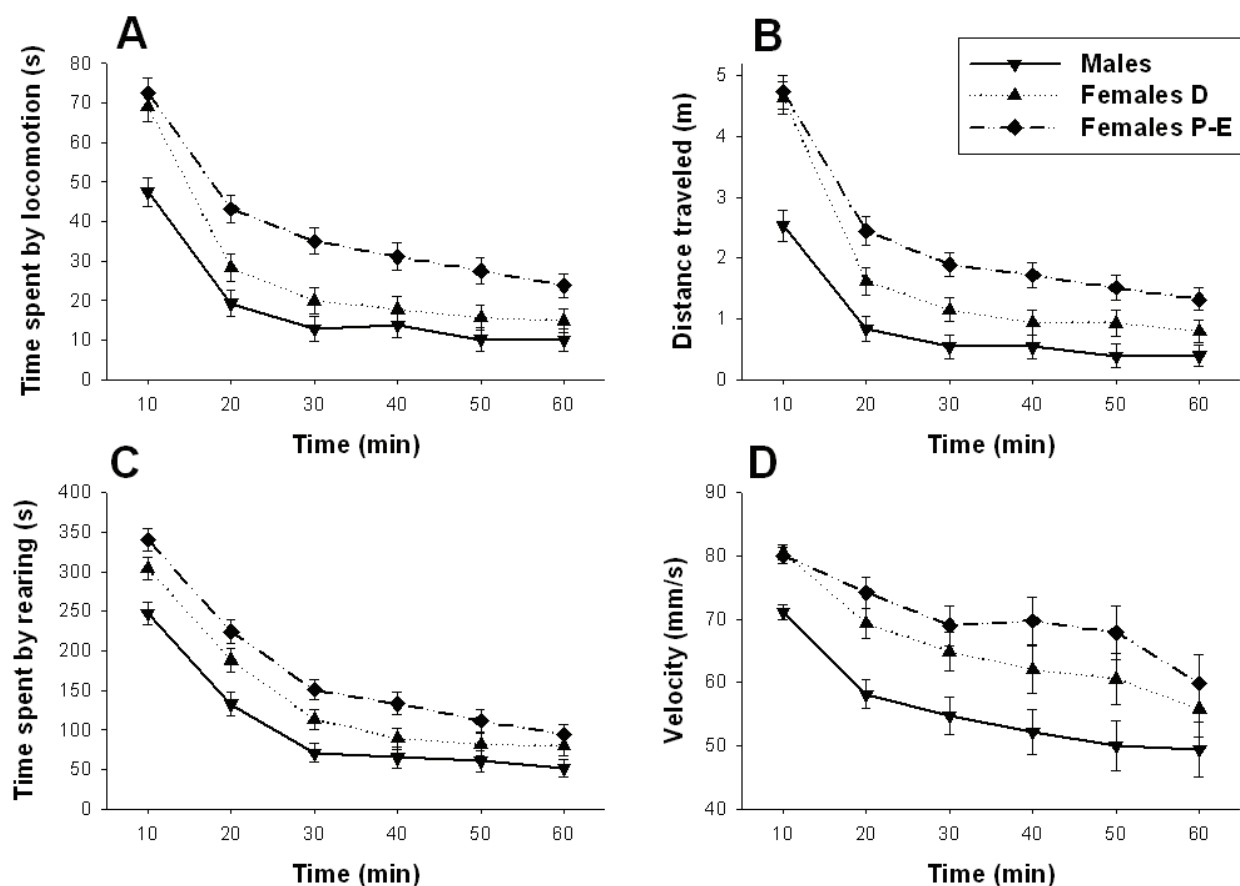 A
Time spent by locomotion (s)
80
70
60
50
40
30
20
10
0
10 20 30 40 50 60
Time (min)
B
Males
Females D
Females P-E
Distance traveled (m)
5
4
3
2
1
0
10 20 30 40 50 60
Time (min)
C
Time spent by rearing (s)
400
350
300
250
200
150
100
50
0
10 20 30 40 50 60
Time (min)
D
Velocity (mm/s)
90
80
70
60
50
40
10 20 30 40 50 60
Time (min)